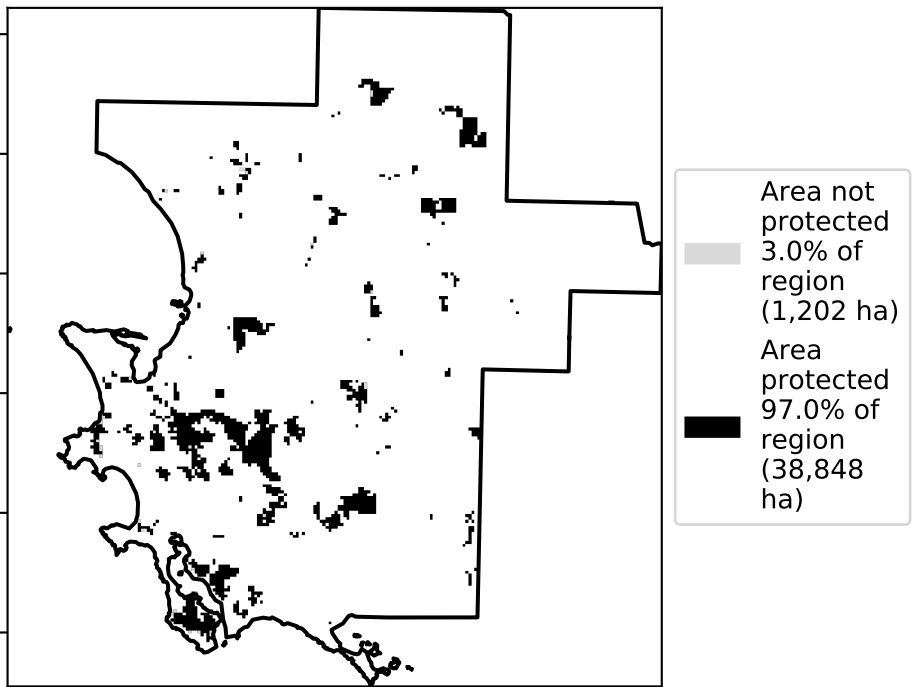 Area not
protected
3.0% of
region
(1,202 ha)
Area
protected
97.0% of
region
(38,848
ha)